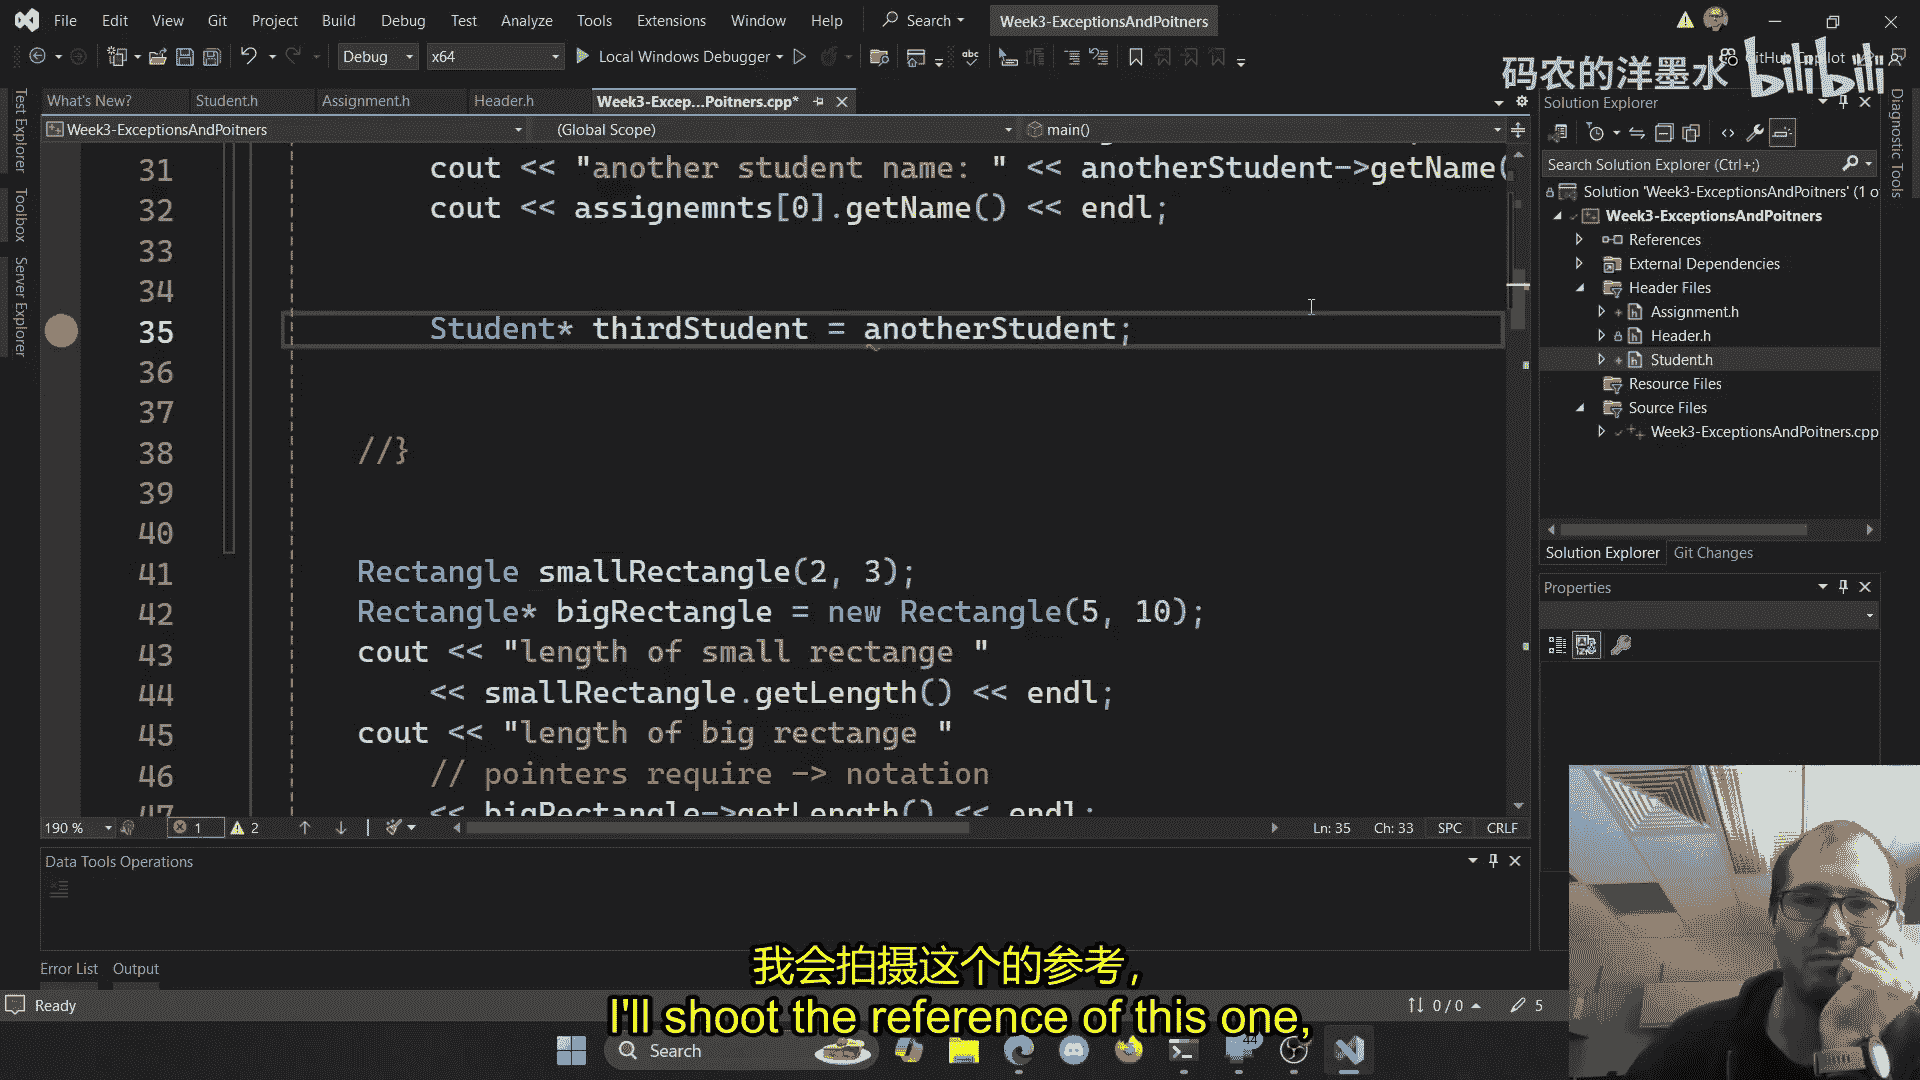 File Edit View Git Project Build Debug Test Analyze Tools Extensions Window Help Search Week3-ExceptionsAndPoitners
Debug x64 Local Windows Debugger
码农的洋墨水 bilibili
What's New? Student.h Assignment.h Header.h Week3-Excep...Poitners.cpp*
Week3-ExceptionsAndPoitners (Global Scope) main()
Test Explorer
Toolbox
Server Explorer
31 cout << "another student name: " << anotherStudent->getName(
32 cout << assignemnts[0].getName() << endl;
33
34
35 Student* thirdStudent = anotherStudent;
36
37
38 //}
39
40
41 Rectangle smallRectangle(2, 3);
42 Rectangle* bigRectangle = new Rectangle(5, 10);
43 cout << "length of small rectange "
44 << smallRectangle.getLength() << endl;
45 cout << "length of big rectange "
46 // pointers require -> notation
47 << bigRectangle->getLength() << endl;
190 % 1 2 Ln: 35 Ch: 33 SPC CRLF
Solution Explorer
Search Solution Explorer (Ctrl+;)
Solution 'Week3-ExceptionsAndPoitners' (1 o
Week3-ExceptionsAndPoitners
References
External Dependencies
Header Files
Assignment.h
Header.h
Student.h
Resource Files
Source Files
Week3-ExceptionsAndPoitners.cpp
Solution Explorer Git Changes
Properties
Diagnostic Tools
Data Tools Operations
Error List Output
Ready 0 / 0 5
我会拍摄这个的参考，
I'll shoot the reference of this one,
Search
44